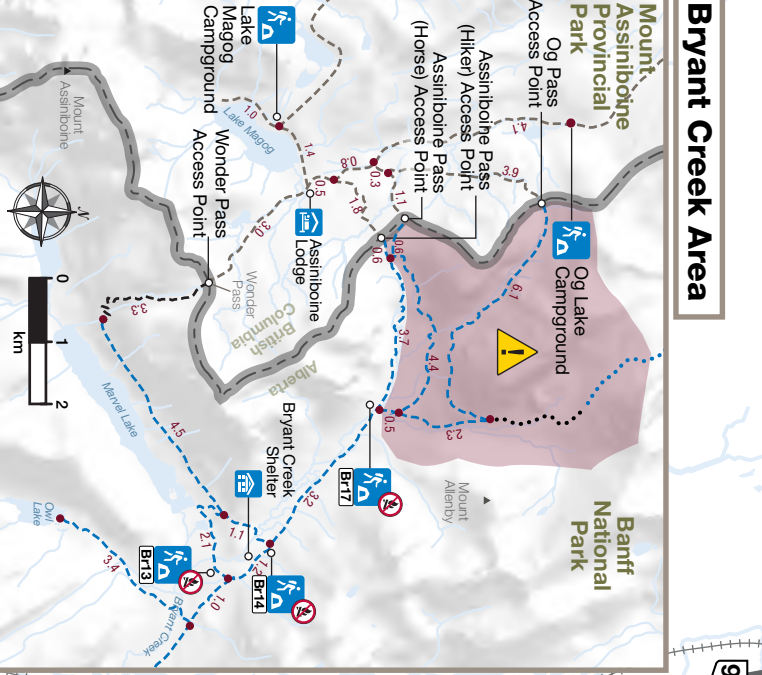 Bryant Creek Area
Mount
Assiniboine
Provincial
Park
Og Pass
Access Point
Assiniboine Pass
(Hiker) Access Point
Assiniboine Pass
(Horse) Access Point
Lake
Magog
Campground
Lake Magog
Wonder Pass
Access Point
Mount
Assiniboine
Og Lake
Campground
Assiniboine
Lodge
Wonder
Pass
British
Columbia
Alberta
Banff
National
Park
Mount
Allenby
Bryant Creek
Shelter
Marvel Lake
Owl
Lake
Bryant Creek
Br17
Br14
Br13
4.1
3.9
1.0
1.4
0.8
0.3
1.1
0.5
1.8
3.0
0.6
0.6
6.1
3.7
4.4
2.3
0.5
3.3
4.5
3.2
1.1
1.2
2.1
1.0
3.4
N
0
1
2
km
9